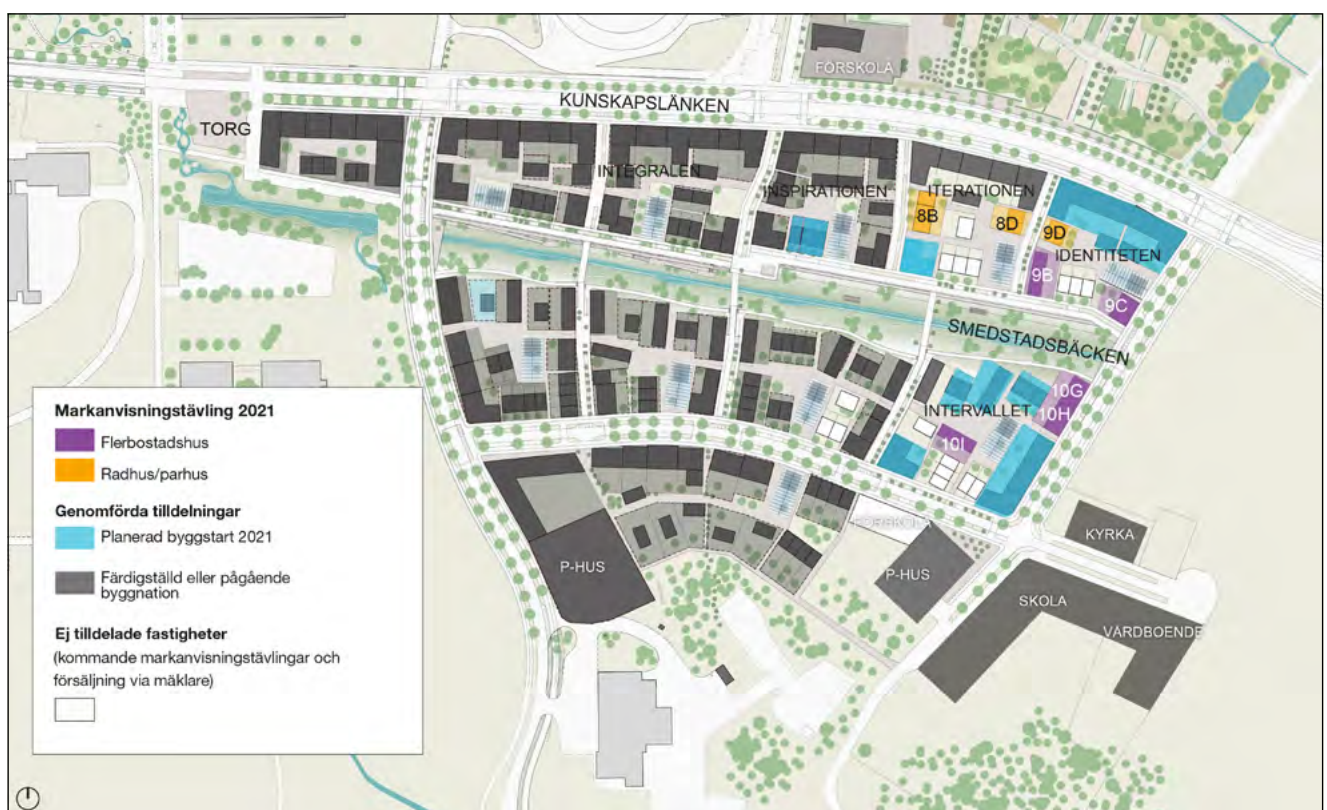 FÖRSKOLA
KUNSKAPSLÄNKEN
TORG
INTEGRALEN
INSPIRATIONEN
ITERATIONEN
8B
8D
9D
IDENTITETEN
9B
9C
SMEDSTADSBÄCKEN
10G
10H
INTERVALLET
10I
FÖRSKOLA
P-HUS
P-HUS
KYRKA
SKOLA
VÅRDBOENDE
Markanvisningstävling 2021
Flerbostadshus
Radhus/parhus
Genomförda tilldelningar
Planerad byggstart 2021
Färdigställd eller pågående
byggnation
Ej tilldelade fastigheter
(kommande markanvisningstävlingar och
försäljning via mäklare)